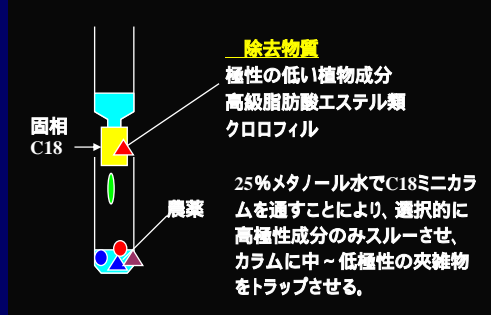 除去物質
極性の低い植物成分
高級脂肪酸エステル類
クロロフィル
固相
C18
農薬
25%メタノール水でC18ミニカラ
ムを通すことにより、選択的に
高極性成分のみスルーさせ、
カラムに中～低極性の夾雑物
をトラップさせる。